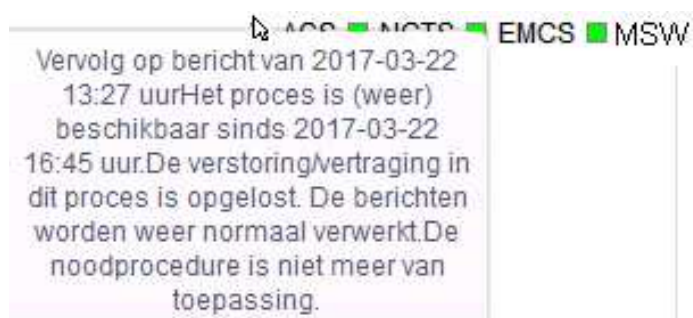 AGS NCTS EMCS MSW
Vervolg op bericht van 2017-03-22
13:27 uurHet proces is (weer)
beschikbaar sinds 2017-03-22
16:45 uur.De verstoring/vertraging in
dit proces is opgelost. De berichten
worden weer normaal verwerkt.De
noodprocedure is niet meer van
toepassing.